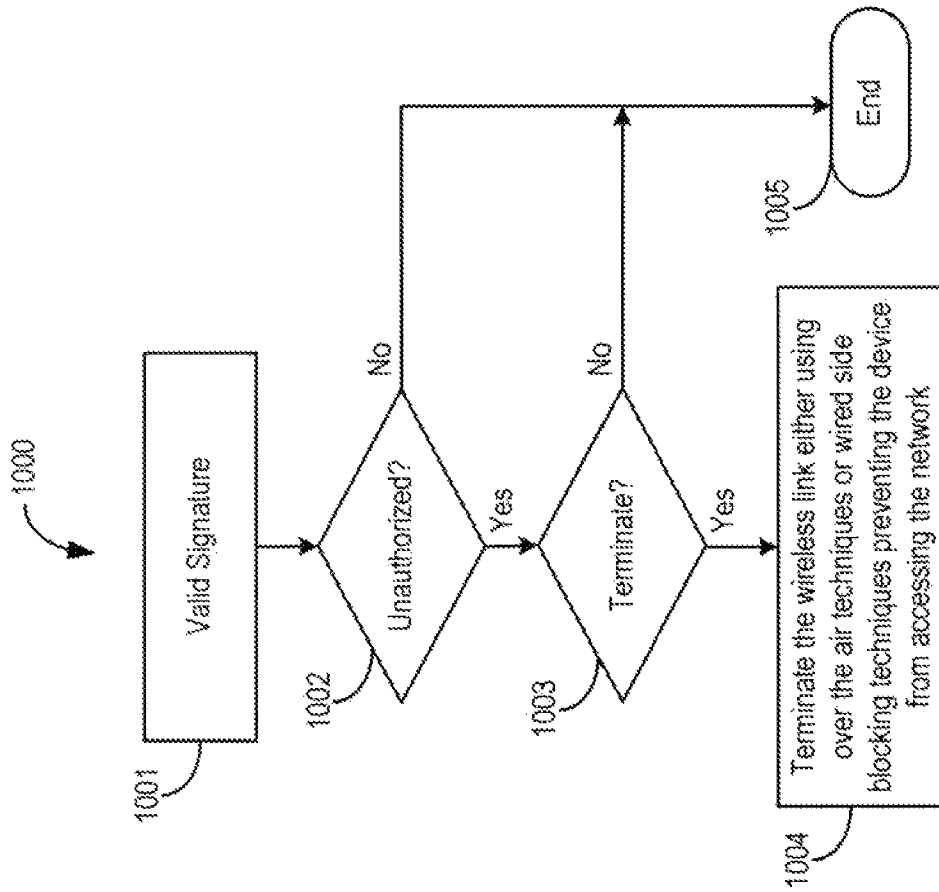 1000
Valid Signature
1001
Unauthorized?
1002
No
Yes
Terminate?
1003
No
Yes
Terminate the wireless link either using
over the air techniques or wired side
blocking techniques preventing the device
from accessing the network
1004
End
1005